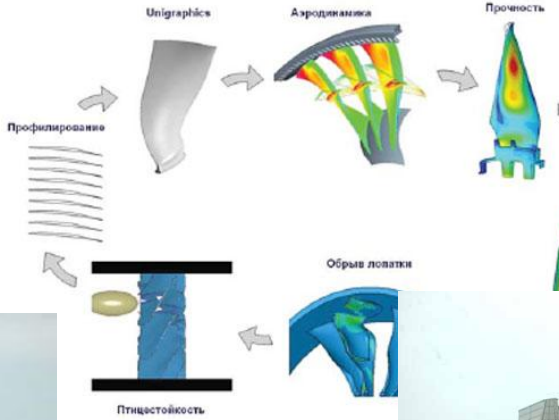 Unigraphics
Аэродинамика
Прочность
Профилирование
Обрыв лопатки
Птицестойкость